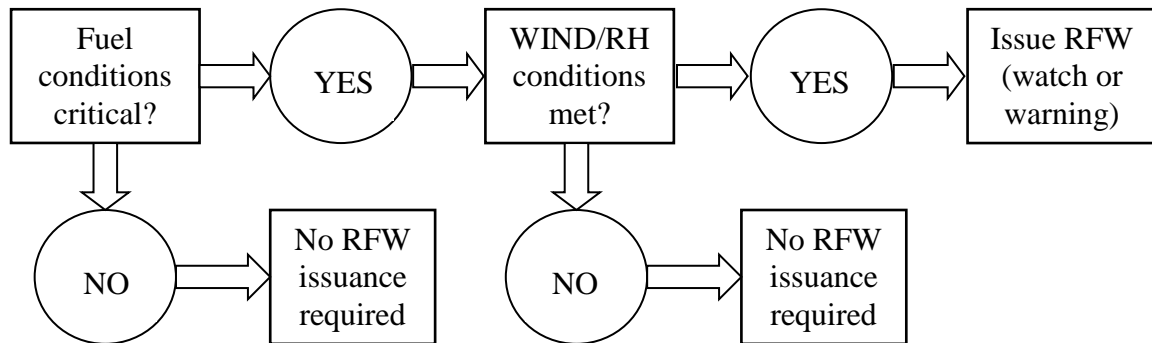 Fuel
conditions
critical?
YES
WIND/RH
conditions
met?
YES
Issue RFW
(watch or
warning)
NO
No RFW
issuance
required
NO
No RFW
issuance
required